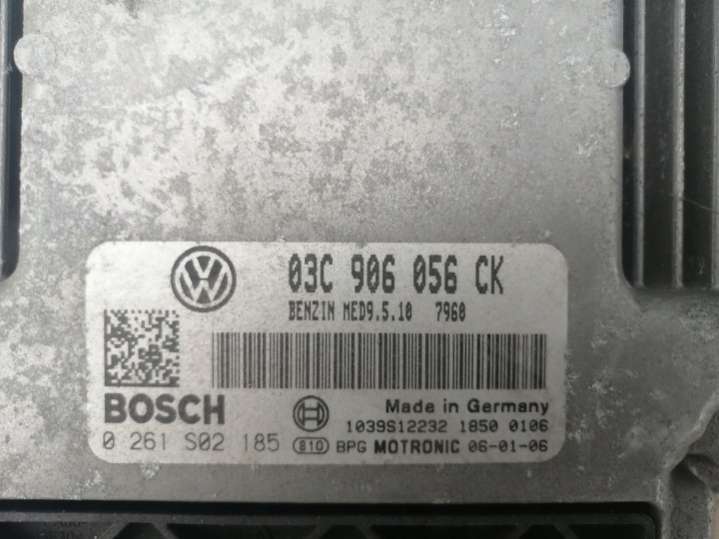 03C 906 056 CK
BENZIN MED9.5.10 7960
BOSCH
Made in Germany
1039S12232 1850 0106
0 261 S02 185 810 BPG MOTRONIC 06-01-06